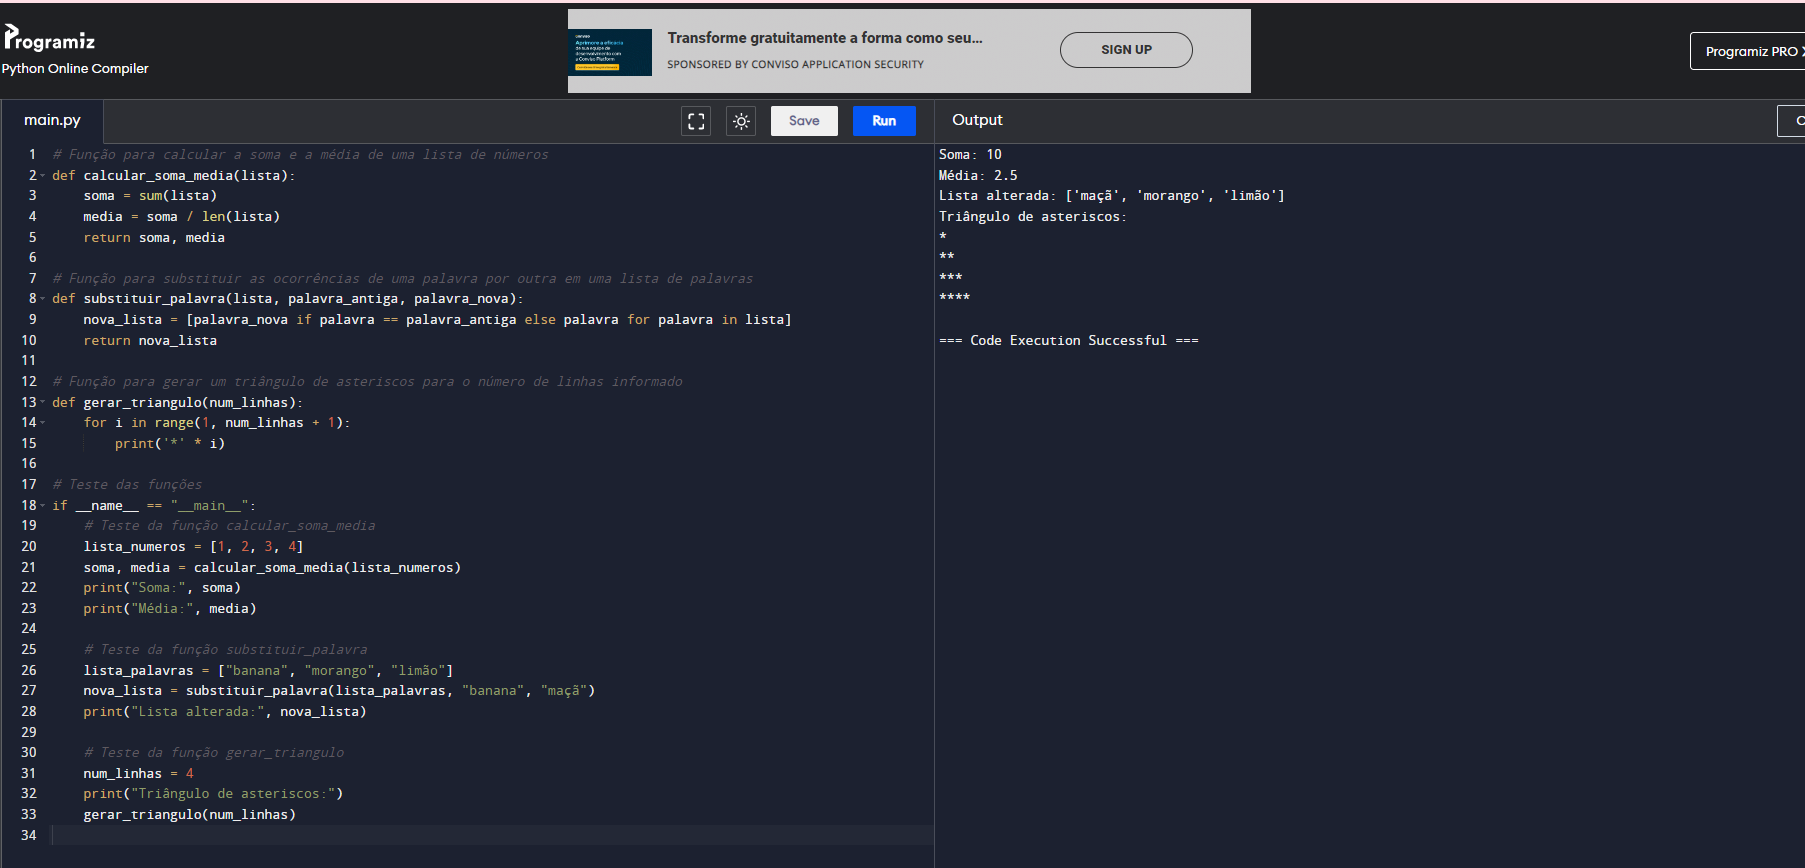 Programiz
Python Online Compiler
Transforme gratuitamente a forma como seu...
SPONSORED BY CONVISO APPLICATION SECURITY
SIGN UP
Programiz PRO
main.py
Save
Run
Output
1 # Função para calcular a soma e a média de uma lista de números
2 def calcular_soma_media(lista):
3     soma = sum(lista)
4     media = soma / len(lista)
5     return soma, media
6
7 # Função para substituir as ocorrências de uma palavra por outra em uma lista de palavras
8 def substituir_palavra(lista, palavra_antiga, palavra_nova):
9     nova_lista = [palavra_nova if palavra == palavra_antiga else palavra for palavra in lista]
10     return nova_lista
11
12 # Função para gerar um triângulo de asteriscos para o número de linhas informado
13 def gerar_triangulo(num_linhas):
14     for i in range(1, num_linhas + 1):
15         print('*' * i)
16
17 # Teste das funções
18 if __name__ == "__main__":
19     # Teste da função calcular_soma_media
20     lista_numeros = [1, 2, 3, 4]
21     soma, media = calcular_soma_media(lista_numeros)
22     print("Soma:", soma)
23     print("Média:", media)
24
25     # Teste da função substituir_palavra
26     lista_palavras = ["banana", "morango", "limão"]
27     nova_lista = substituir_palavra(lista_palavras, "banana", "maçã")
28     print("Lista alterada:", nova_lista)
29
30     # Teste da função gerar_triangulo
31     num_linhas = 4
32     print("Triângulo de asteriscos:")
33     gerar_triangulo(num_linhas)
34
Soma: 10
Média: 2.5
Lista alterada: ['maçã', 'morango', 'limão']
Triângulo de asteriscos:
*
**
***
****
=== Code Execution Successful ===